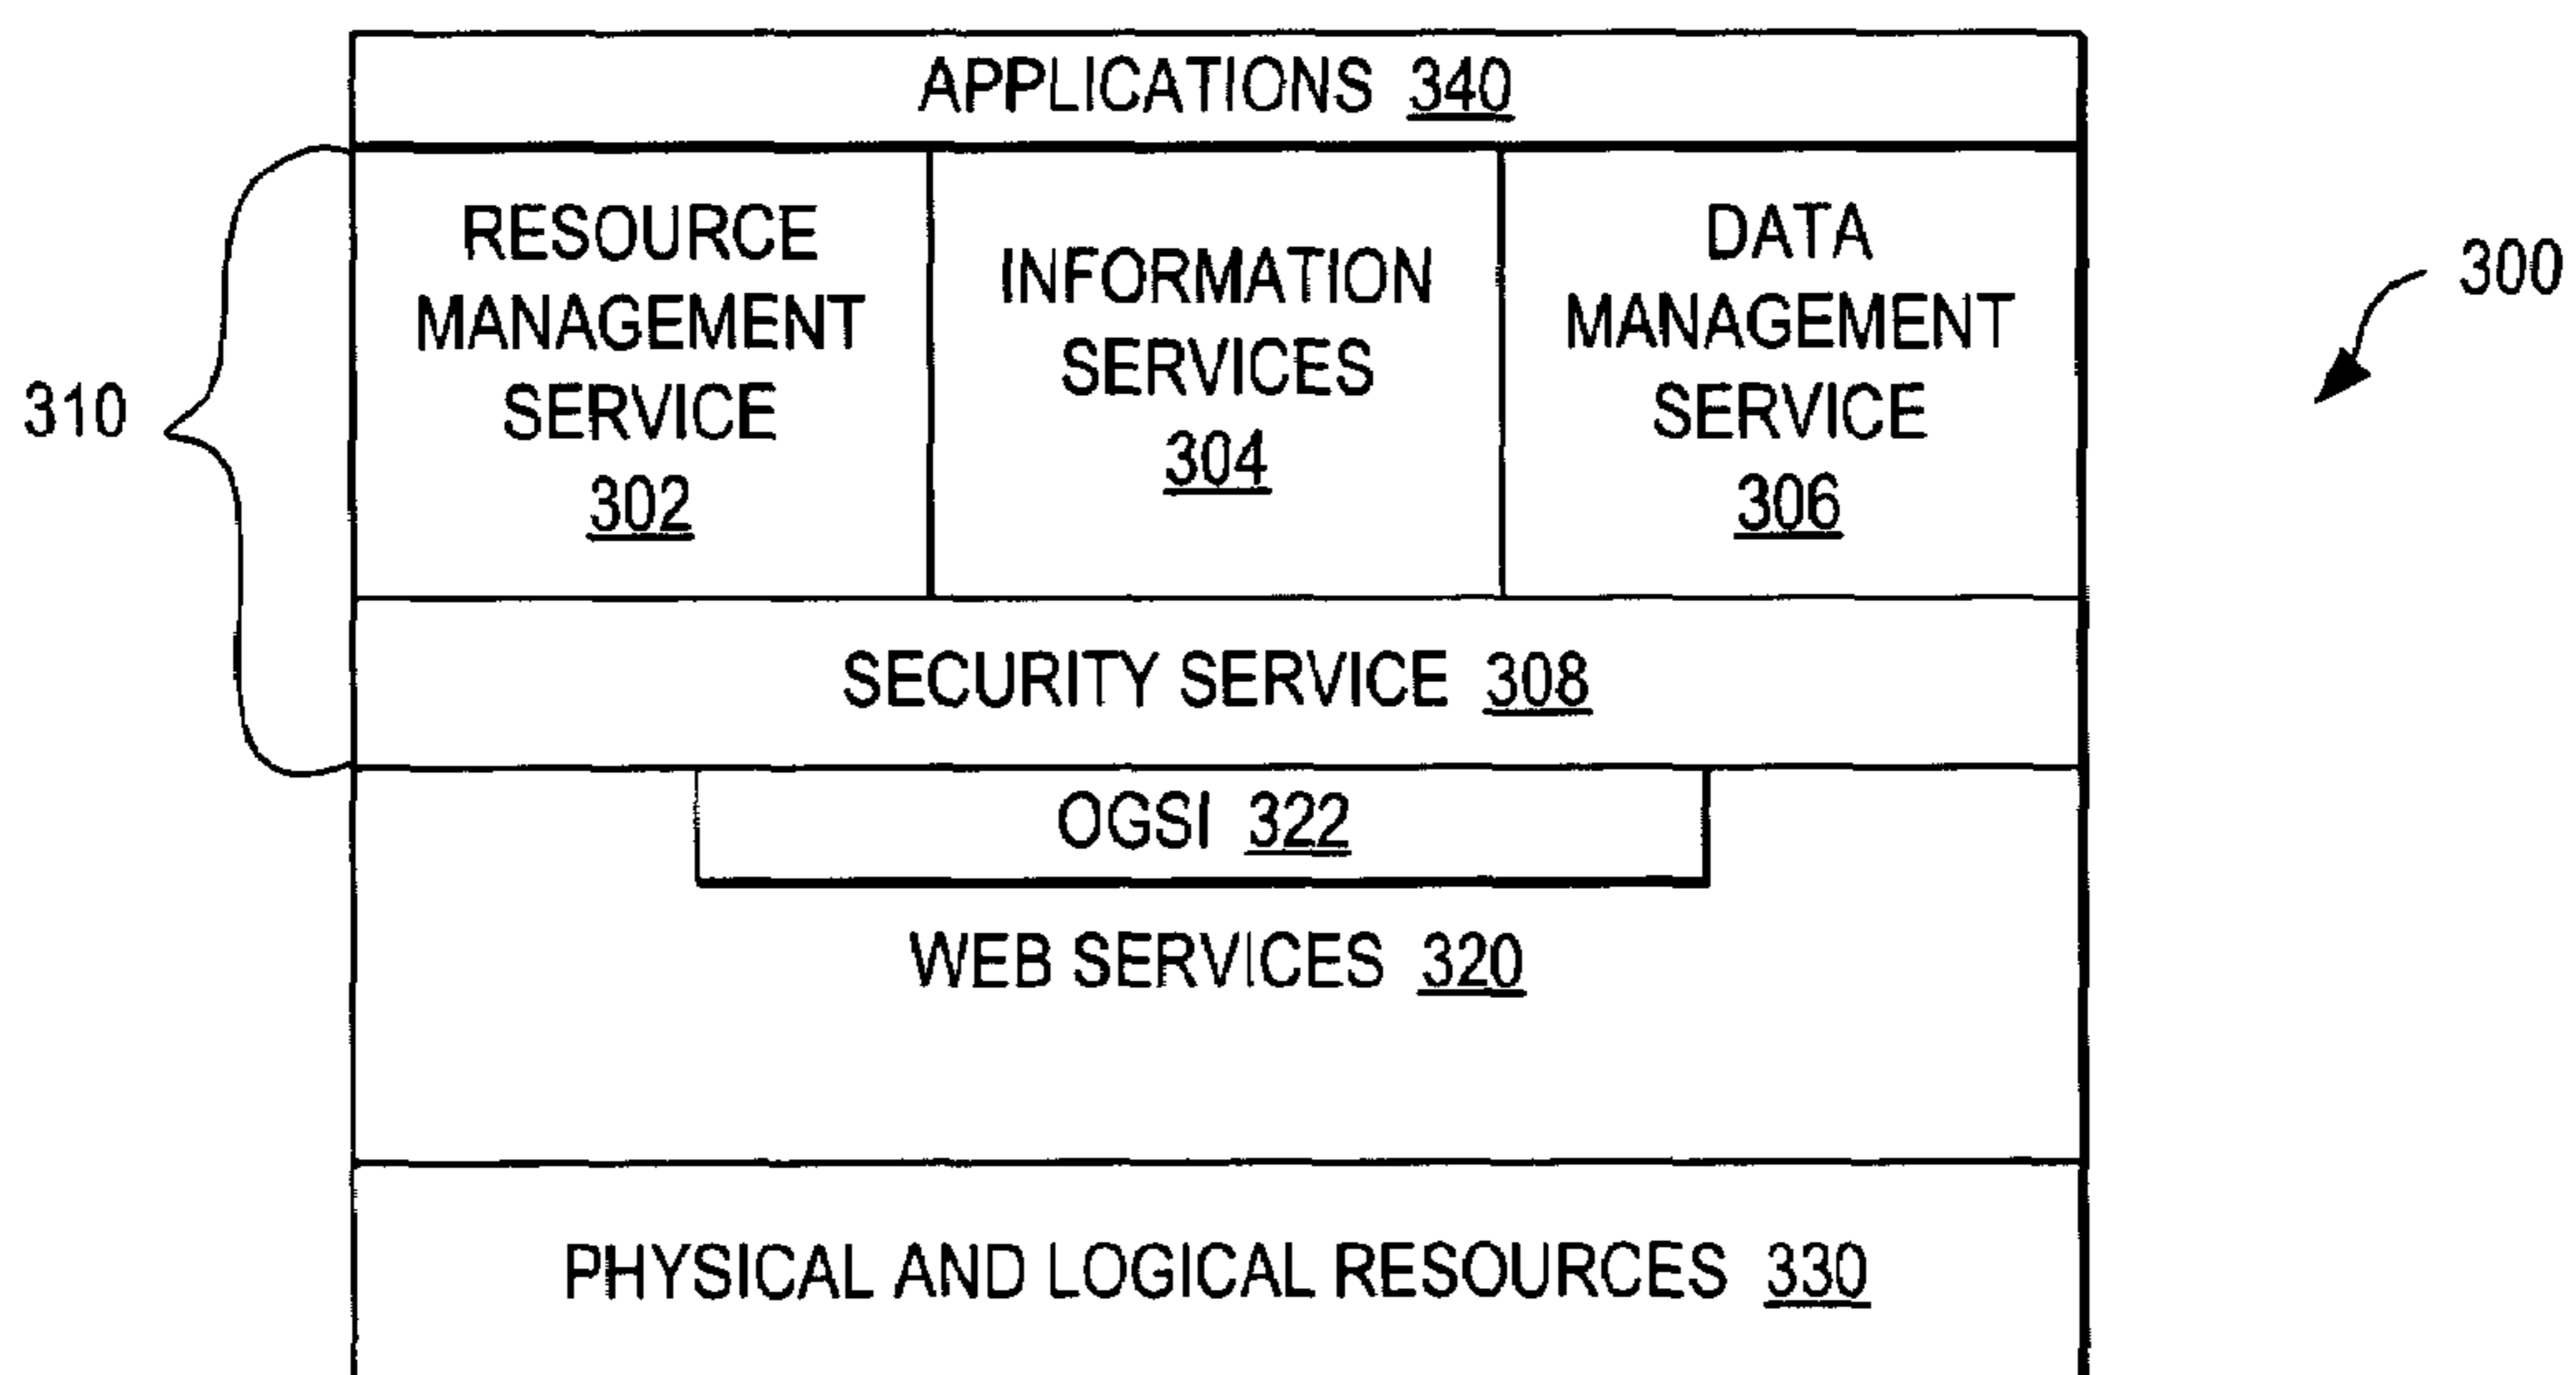 APPLICATIONS 340
RESOURCE
MANAGEMENT
SERVICE
302
INFORMATION
SERVICES
304
DATA
MANAGEMENT
SERVICE
306
300
310
SECURITY SERVICE 308
OGSI 322
WEB SERVICES 320
PHYSICAL AND LOGICAL RESOURCES 330